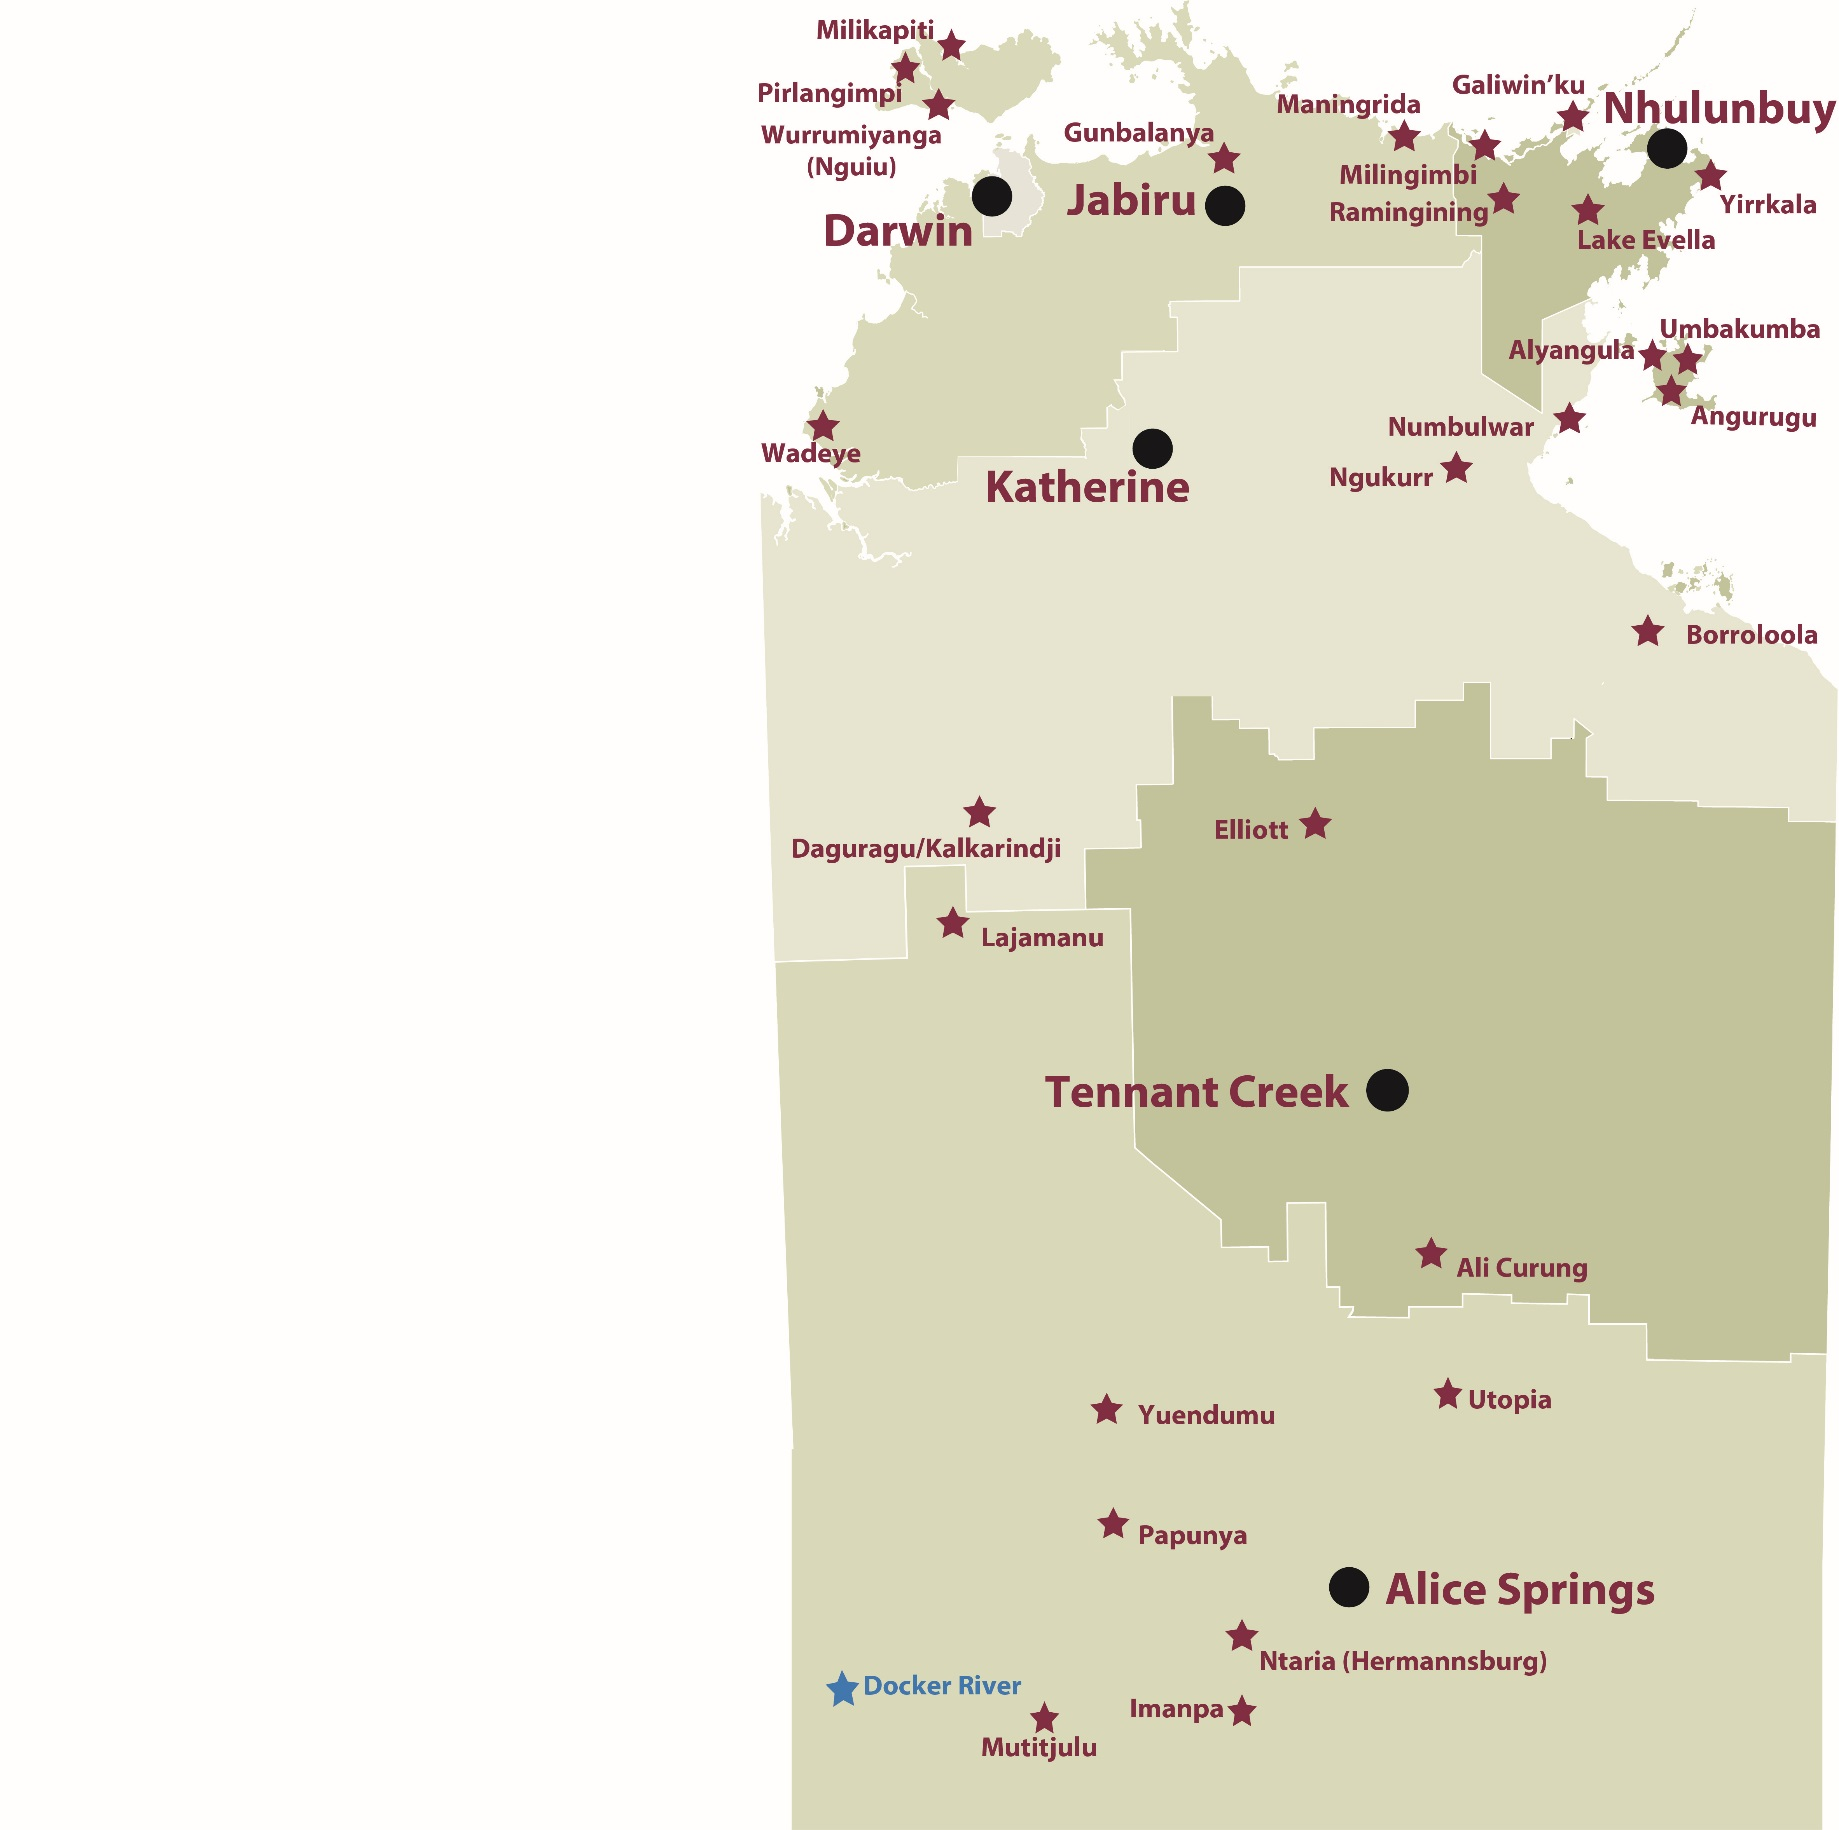 Milikapiti
Galiwin’ku
Pirlangimpi
Maningrida
Nhulunbuy
Wurrumiyanga
(Nguiu)
Gunbalanya
Milingimbi
Jabiru
Ramingining
Yirrkala
Darwin
Lake Evella
Umbakumba
Alyangula
Angurugu
Numbulwar
Wadeye
Ngukurr
Katherine
Borroloola
Elliott
Daguragu/Kalkarindji
Lajamanu
Tennant Creek
Ali Curung
Utopia
Yuendumu
Papunya
Alice Springs
Ntaria (Hermannsburg)
Docker River
Imanpa
Mutitjulu